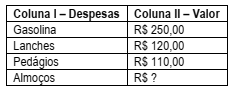 Coluna I – Despesas Coluna II – Valor
Gasolina R$ 250,00
Lanches R$ 120,00
Pedágios R$ 110,00
Almoços R$ ?